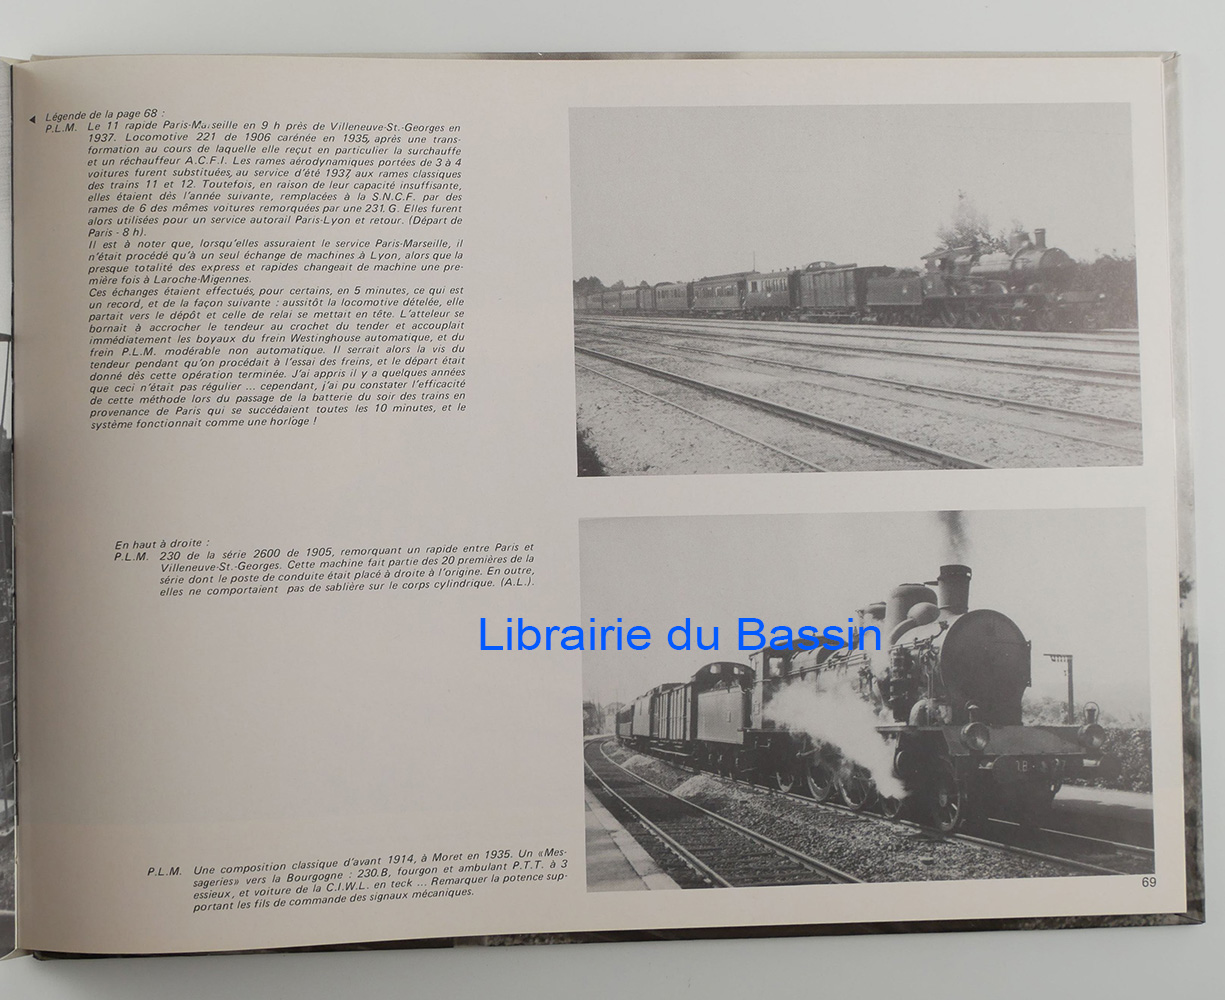 Légende de la page 68 :
P.L.M. Le 11 rapide Paris-Marseille en 9 h près de Villeneuve-St.-Georges en
1937. Locomotive 221 de 1906 carénée en 1935, après une trans-
formation au cours de laquelle elle reçut en particulier la surchauffe
et un réchauffeur A.C.F.I. Les rames aérodynamiques portées de 3 à 4
voitures furent substituées, au service d'été 1937, aux rames classiques
des trains 11 et 12. Toutefois, en raison de leur capacité insuffisante,
elles étaient dès l'année suivante, remplacées à la S.N.C.F. par des
rames de 6 des mêmes voitures remorquées par une 231. G. Elles furent
alors utilisées pour un service autorail Paris-Lyon et retour. (Départ de
Paris - 8 h).
Il est à noter que, lorsqu'elles assuraient le service Paris-Marseille, il
n'était procédé qu'à un seul échange de machines à Lyon, alors que la
presque totalité des express et rapides changeait de machine une pre-
mière fois à Laroche-Migennes.
Ces échanges étaient effectués, pour certains, en 5 minutes, ce qui est
un record, et de la façon suivante : aussitôt la locomotive dételée, elle
partait vers le dépôt et celle de relai se mettait en tête. L'atteleur se
bornait à accrocher le tendeur au crochet du tender et accouplait
immédiatement les boyaux du frein Westinghouse automatique, et du
frein P.L.M. modérable non automatique. Il serrait alors la vis du
tendeur pendant qu'on procédait à l'essai des freins, et le départ était
donné dès cette opération terminée. J'ai appris il y a quelques années
que ceci n'était pas régulier ... cependant, j'ai pu constater l'efficacité
de cette méthode lors du passage de la batterie du soir des trains en
provenance de Paris qui se succédaient toutes les 10 minutes, et le
système fonctionnait comme une horloge !
En haut à droite :
P.L.M. 230 de la série 2600 de 1905, remorquant un rapide entre Paris et
Villeneuve-St.-Georges. Cette machine fait partie des 20 premières de la
série dont le poste de conduite était placé à droite à l'origine. En outre,
elles ne comportaient pas de sablière sur le corps cylindrique. (A.L.).
Librairie du Bassin
P.L.M. Une composition classique d'avant 1914, à Moret en 1935. Un «Mes-
sageries» vers la Bourgogne : 230.B, fourgon et ambulant P.T.T. à 3
essieux, et voiture de la C.I.W.L. en teck ... Remarquer la potence sup-
portant les fils de commande des signaux mécaniques.
69